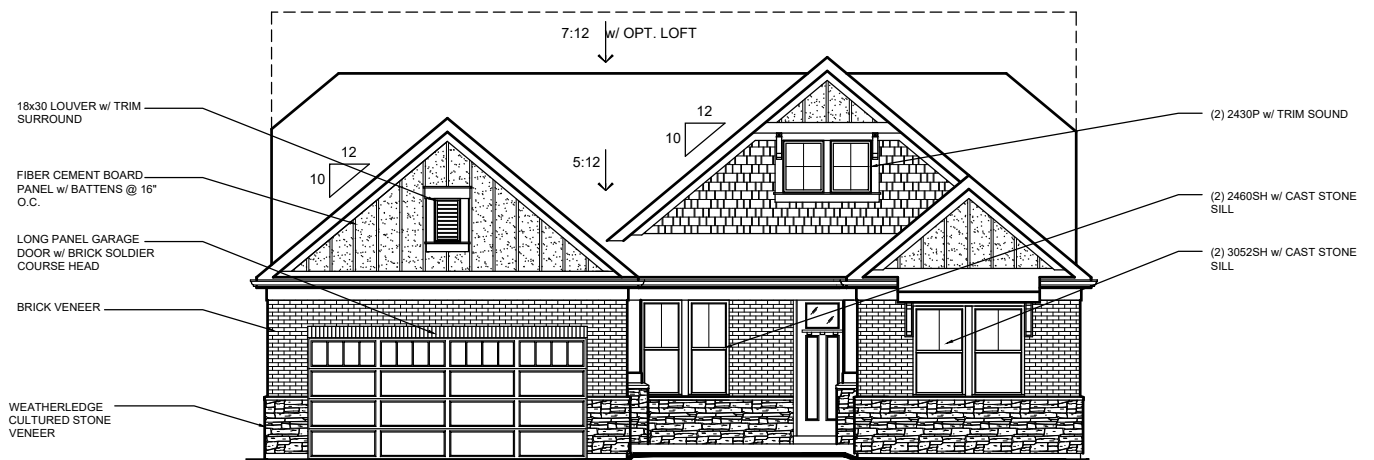 7:12 w/ OPT. LOFT
18x30 LOUVER w/ TRIM
SURROUND
12
10
5:12
12
10
FIBER CEMENT BOARD
PANEL w/ BATTENS @ 16"
O.C.
LONG PANEL GARAGE
DOOR w/ BRICK SOLDIER
COURSE HEAD
BRICK VENEER
WEATHERLEDGE
CULTURED STONE
VENEER
(2) 2430P w/ TRIM SOUND
(2) 2460SH w/ CAST STONE
SILL
(2) 3052SH w/ CAST STONE
SILL